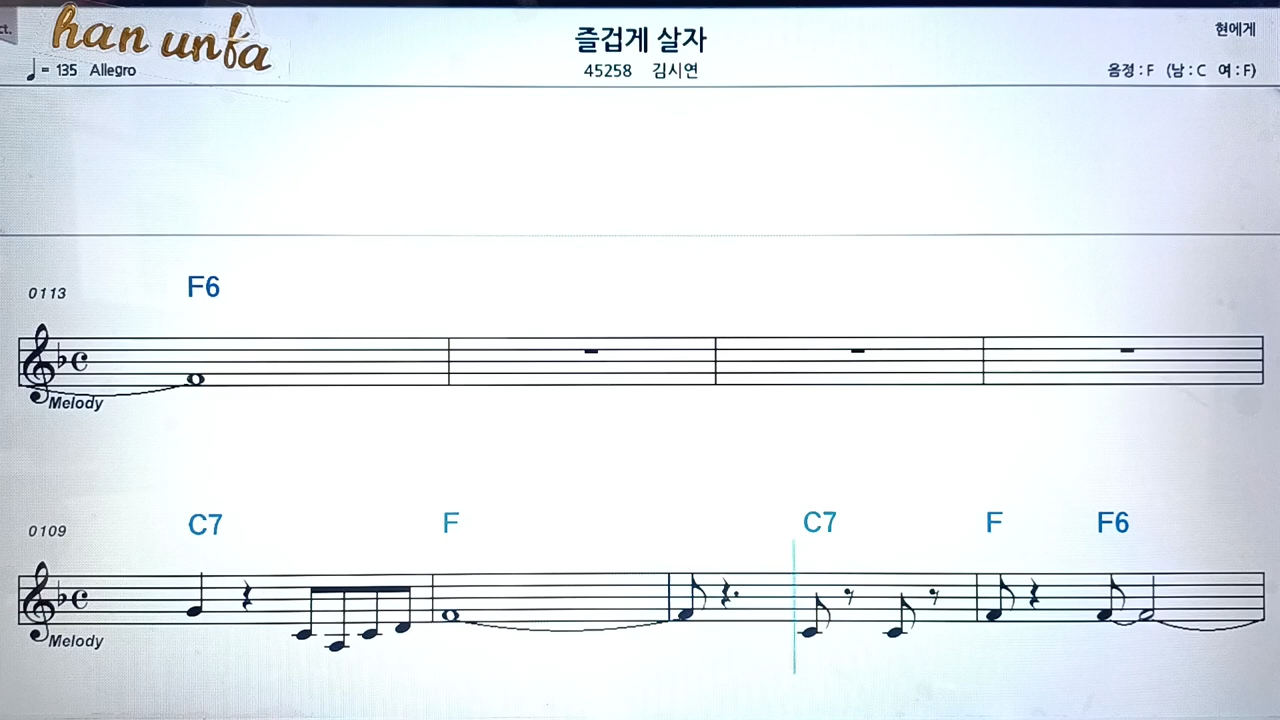 ct.
han unfa
즐겁게 살자
현에게
= 135 Allegro
45258 김시연
음정 : F (남 : C 여 : F)
0113
F6
Melody
0109
C7 F C7 F F6
Melody